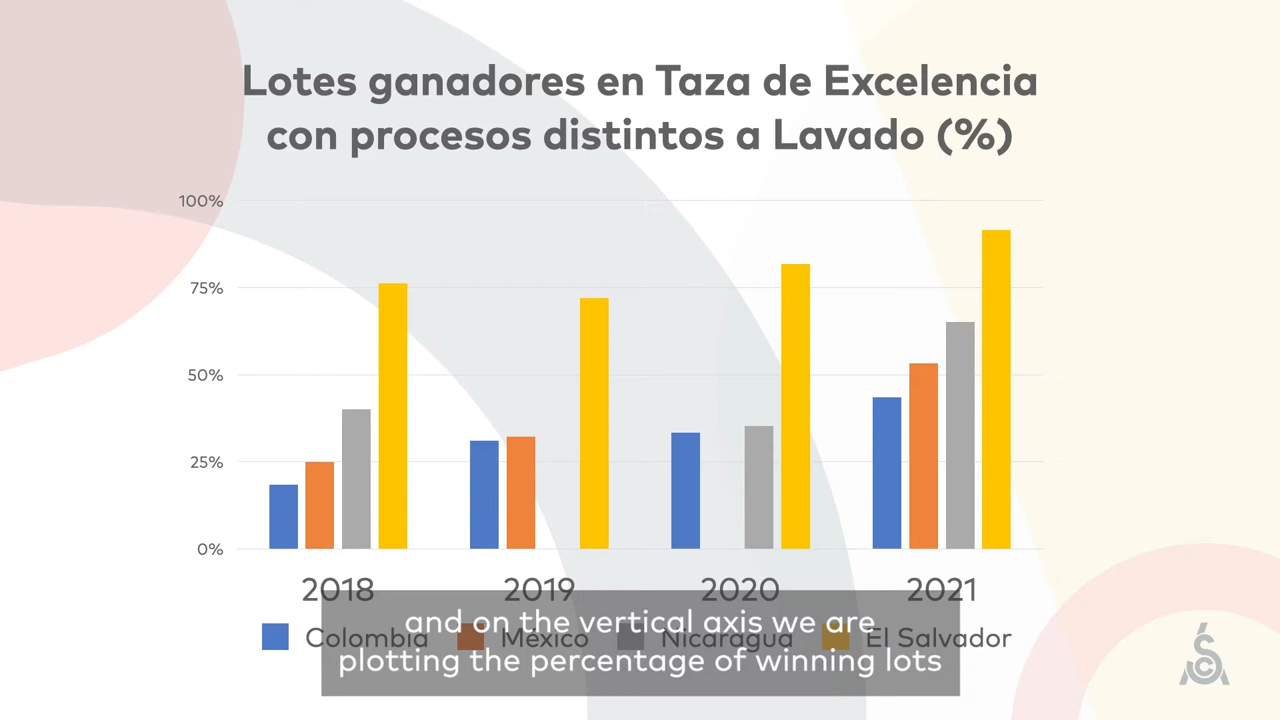 Lotes ganadores en Taza de Excelencia
con procesos distintos a Lavado (%)
100%
75%
50%
25%
0%
2018 2019 2020 2021
Colombia México Nicaragua El Salvador
and on the vertical axis we are
plotting the percentage of winning lots